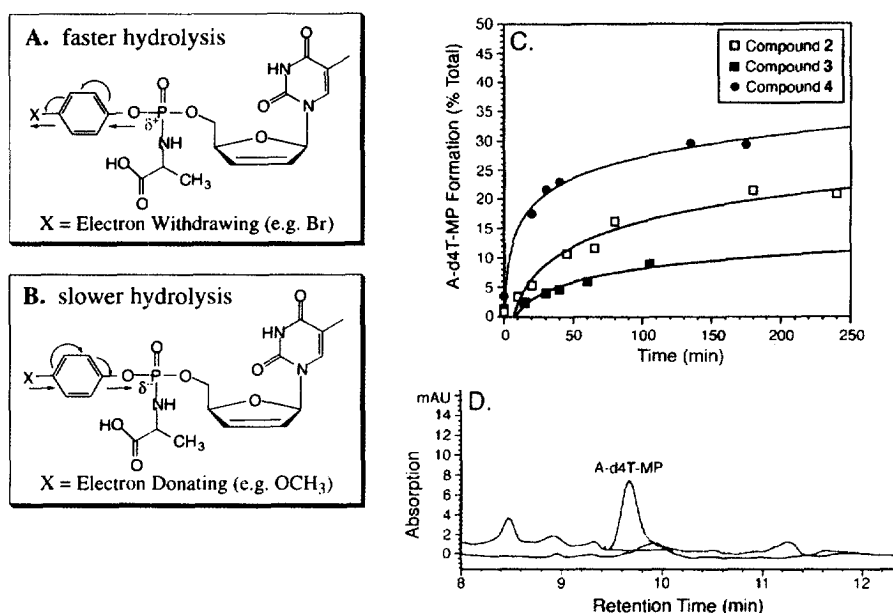 A. faster hydrolysis
O
HN
O
N
O
X
O
P
O
O
δ⁺
NH
HO
CH₃
O
X = Electron Withdrawing (e.g. Br)
B. slower hydrolysis
O
HN
O
N
O
X
O
P
O
O
δ⁻
NH
HO
O
CH₃
X = Electron Donating (e.g. OCH₃)
C.
Compound 2
Compound 3
Compound 4
A-d4T-MP Formation (% Total)
50
45
40
35
30
25
20
15
10
5
0
0 50 100 150 200 250
Time (min)
D.
mAU
16
14
12
10
8
6
4
2
0
Absorption
A-d4T-MP
8 9 10 11 12
Retention Time (min)